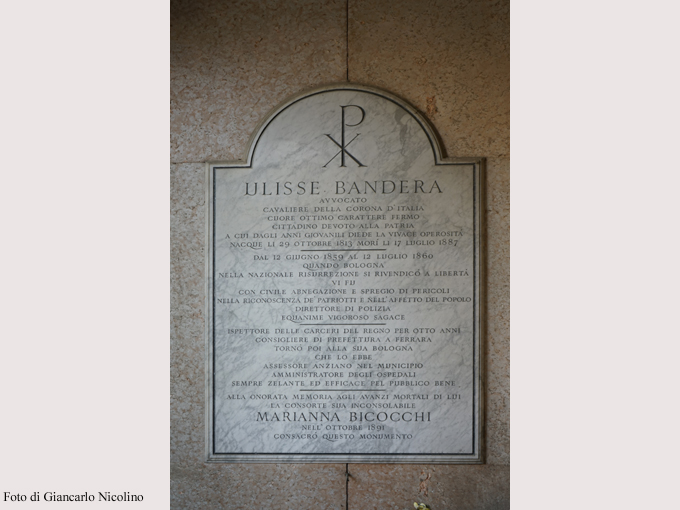 ULISSE BANDERA
AVVOCATO
CAVALIERE DELLA CORONA D'ITALIA
CUORE OTTIMO CARATTERE FERMO
CITTADINO DEVOTO ALLA PATRIA
A CUI DAGLI ANNI GIOVANILI DIEDE LA VIVACE OPEROSITÀ
NACQUE LI 29 OTTOBRE 1813 MORÌ LI 17 LUGLIO 1887
DAL 12 GIUGNO 1859 AL 12 LUGLIO 1860
QUANDO BOLOGNA
NELLA NAZIONALE RISURREZIONE SI RIVENDICÒ A LIBERTÀ
VI FU
CON CIVILE ABNEGAZIONE E SPREGIO DI PERICOLI
NELLA RICONOSCENZA DE' PATRIOTTI E NELL'AFFETTO DEL POPOLO
DIRETTORE DI POLIZIA
EQUANIME VIGOROSO SAGACE
ISPETTORE DELLE CARCERI DEL REGNO PER OTTO ANNI
CONSIGLIERE DI PREFETTURA A FERRARA
TORNÒ POI ALLA SUA BOLOGNA
CHE LO EBBE
ASSESSORE ANZIANO NEL MUNICIPIO
AMMINISTRATORE DEGLI OSPEDALI
SEMPRE ZELANTE ED EFFICACE PEL PUBBLICO BENE
ALLA ONORATA MEMORIA AGLI AVANZI MORTALI DI LUI
LA CONSORTE SUA INCONSOLABILE
MARIANNA BICOCCHI
NELL'OTTOBRE 1891
CONSACRÒ QUESTO MONUMENTO
Foto di Giancarlo Nicolino